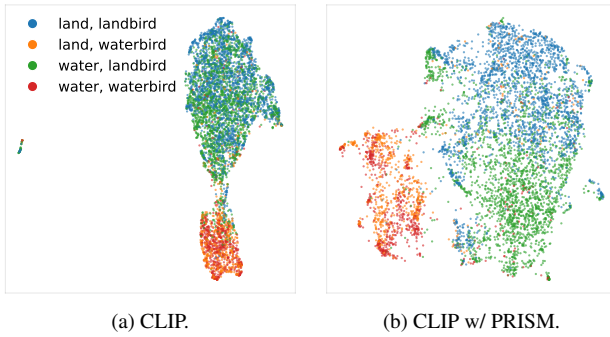 land, landbird
land, waterbird
water, landbird
water, waterbird
(a) CLIP.
(b) CLIP w/ PRISM.